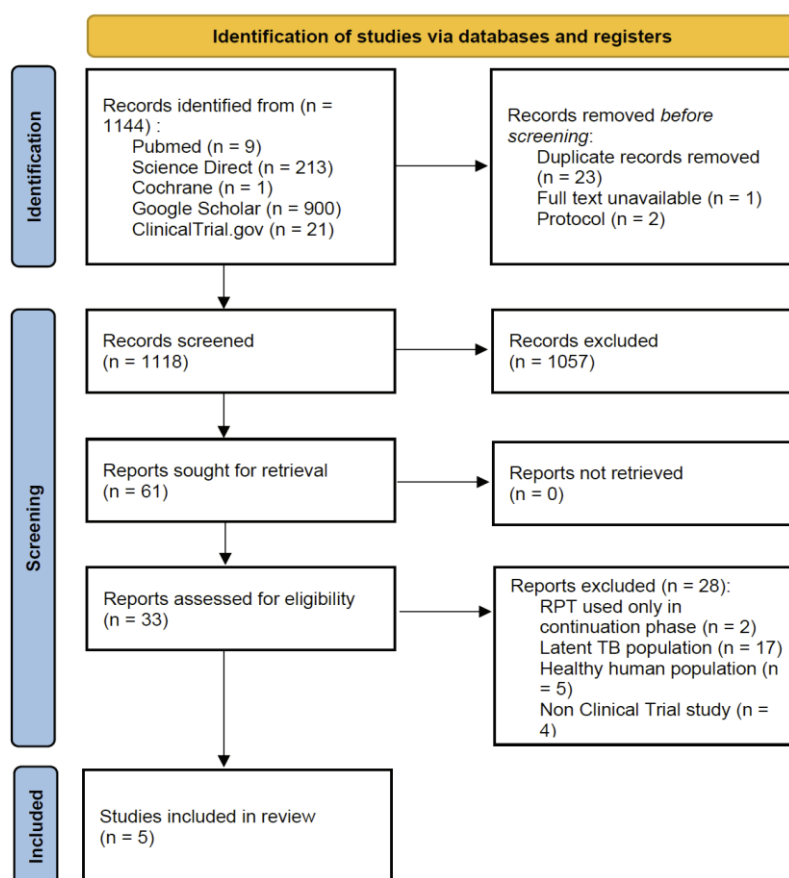 Identification of studies via databases and registers
Identification
Records identified from (n =
1144) :
Pubmed (n = 9)
Science Direct (n = 213)
Cochrane (n = 1)
Google Scholar (n = 900)
ClinicalTrial.gov (n = 21)
Records removed before
screening:
Duplicate records removed
(n = 23)
Full text unavailable (n = 1)
Protocol (n = 2)
Screening
Records screened
(n = 1118)
Records excluded
(n = 1057)
Reports sought for retrieval
(n = 61)
Reports not retrieved
(n = 0)
Reports assessed for eligibility
(n = 33)
Reports excluded (n = 28):
RPT used only in
continuation phase (n = 2)
Latent TB population (n = 17)
Healthy human population (n
= 5)
Non Clinical Trial study (n =
4)
Included
Studies included in review
(n = 5)